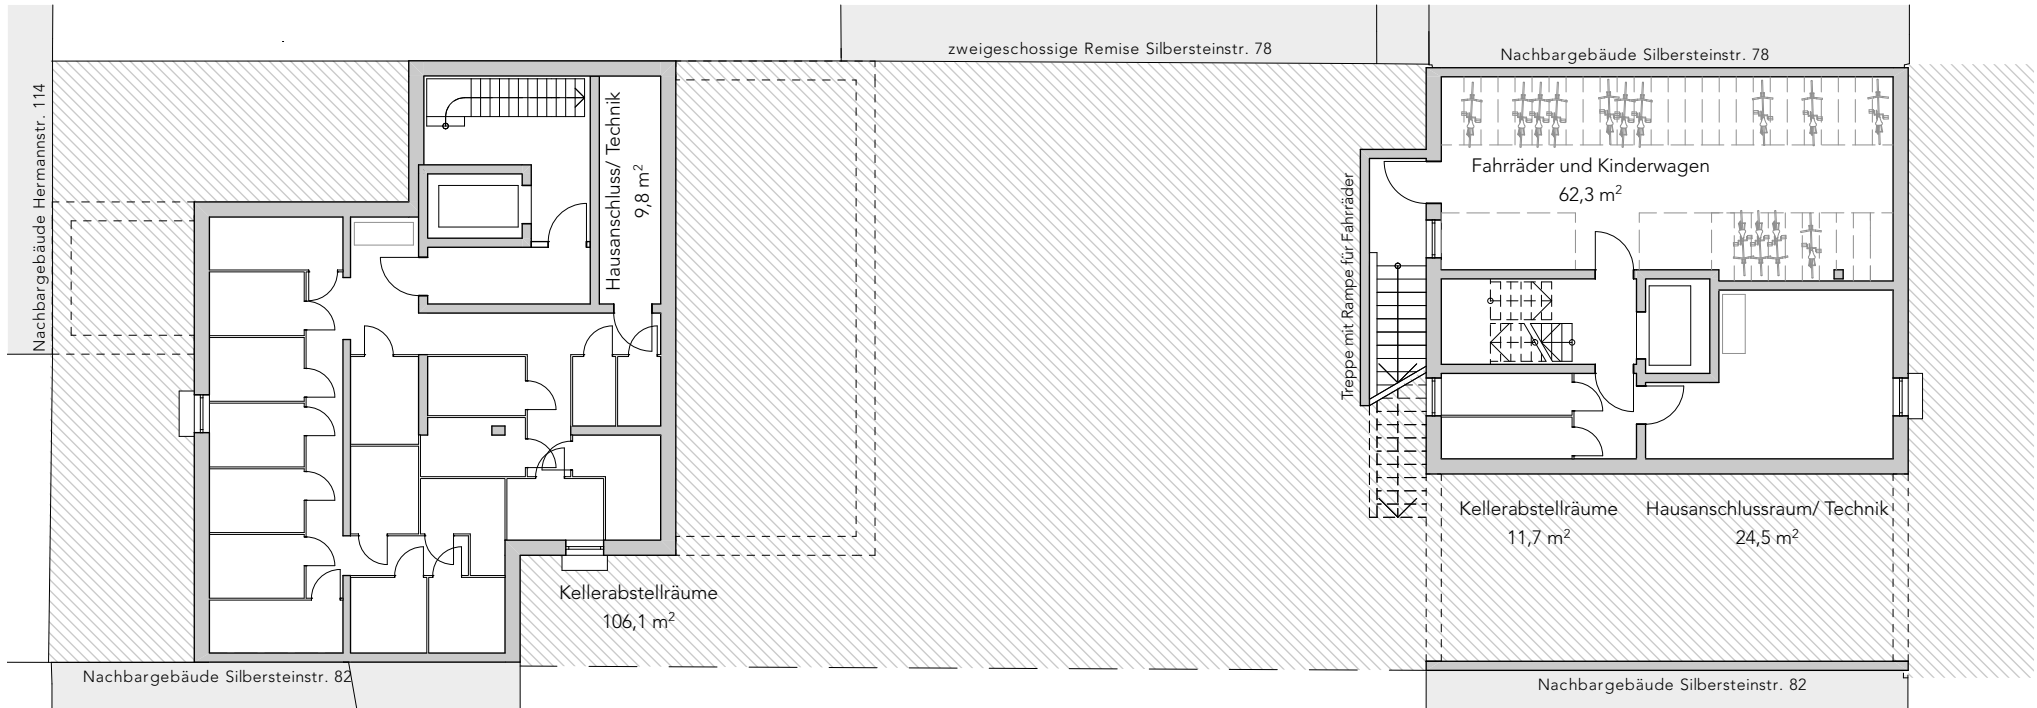 zweigeschossige Remise Silbersteinstr. 78
Nachbargebäude Silbersteinstr. 78
Nachbargebäude Hermannstr. 114
Hausanschluss/ Technik
9,8 m²
Fahrräder und Kinderwagen
62,3 m²
Treppe mit Rampe für Fahrräder
Kellerabstellräume
11,7 m²
Hausanschlussraum/ Technik
24,5 m²
Kellerabstellräume
106,1 m²
Nachbargebäude Silbersteinstr. 82
Nachbargebäude Silbersteinstr. 82